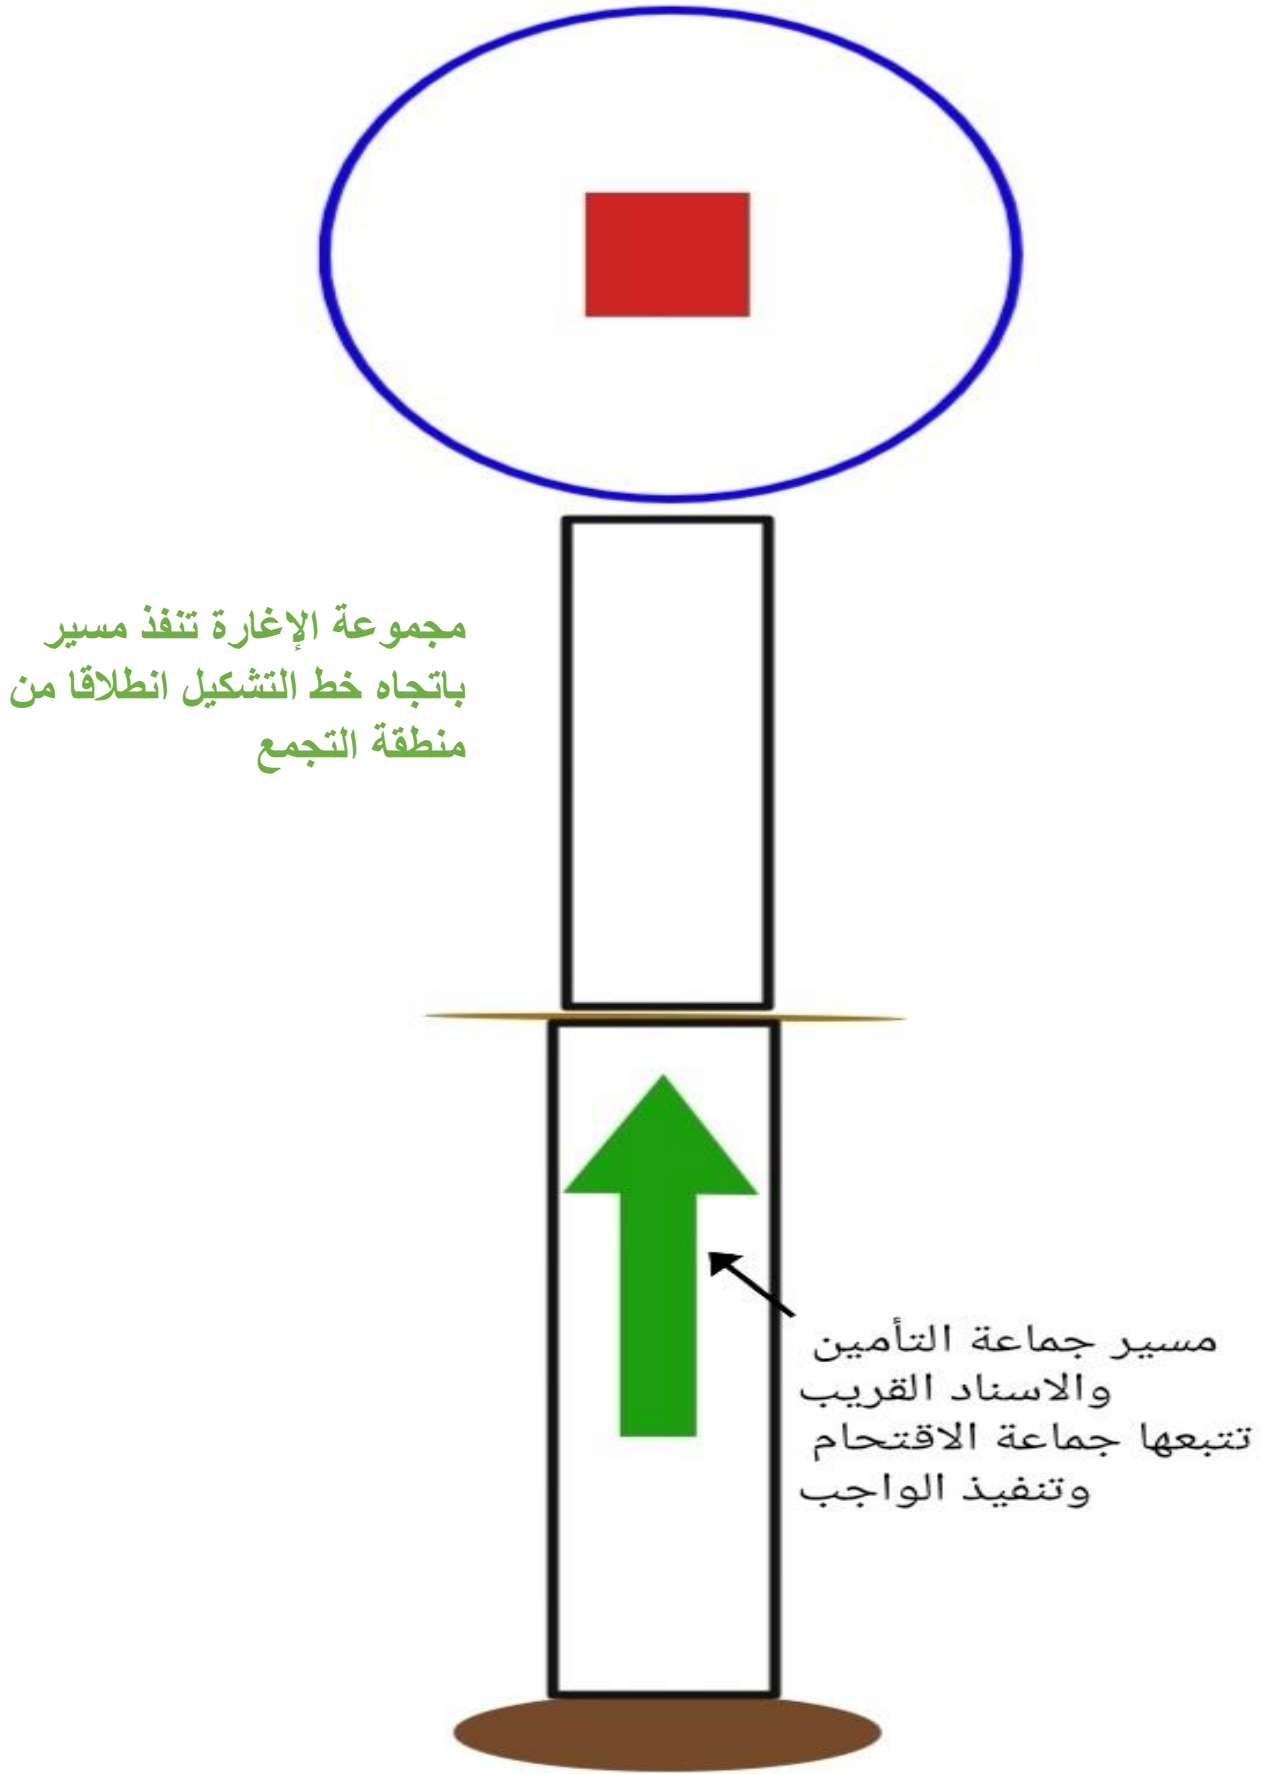 مجموعة الإغارة تنفذ مسير
باتجاه خط التشكيل انطلاقا من
منطقة التجمع
مسير جماعة التأمين
والاسناد القريب
تتبعها جماعة الاقتحام
وتنفيذ الواجب